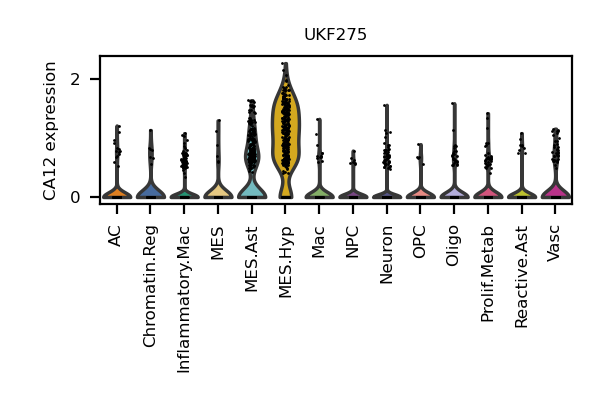 UKF275
CA12 expression
2
0
AC
Chromatin.Reg
Inflammatory.Mac
MES
MES.Ast
MES.Hyp
Mac
NPC
Neuron
OPC
Oligo
Prolif.Metab
Reactive.Ast
Vasc